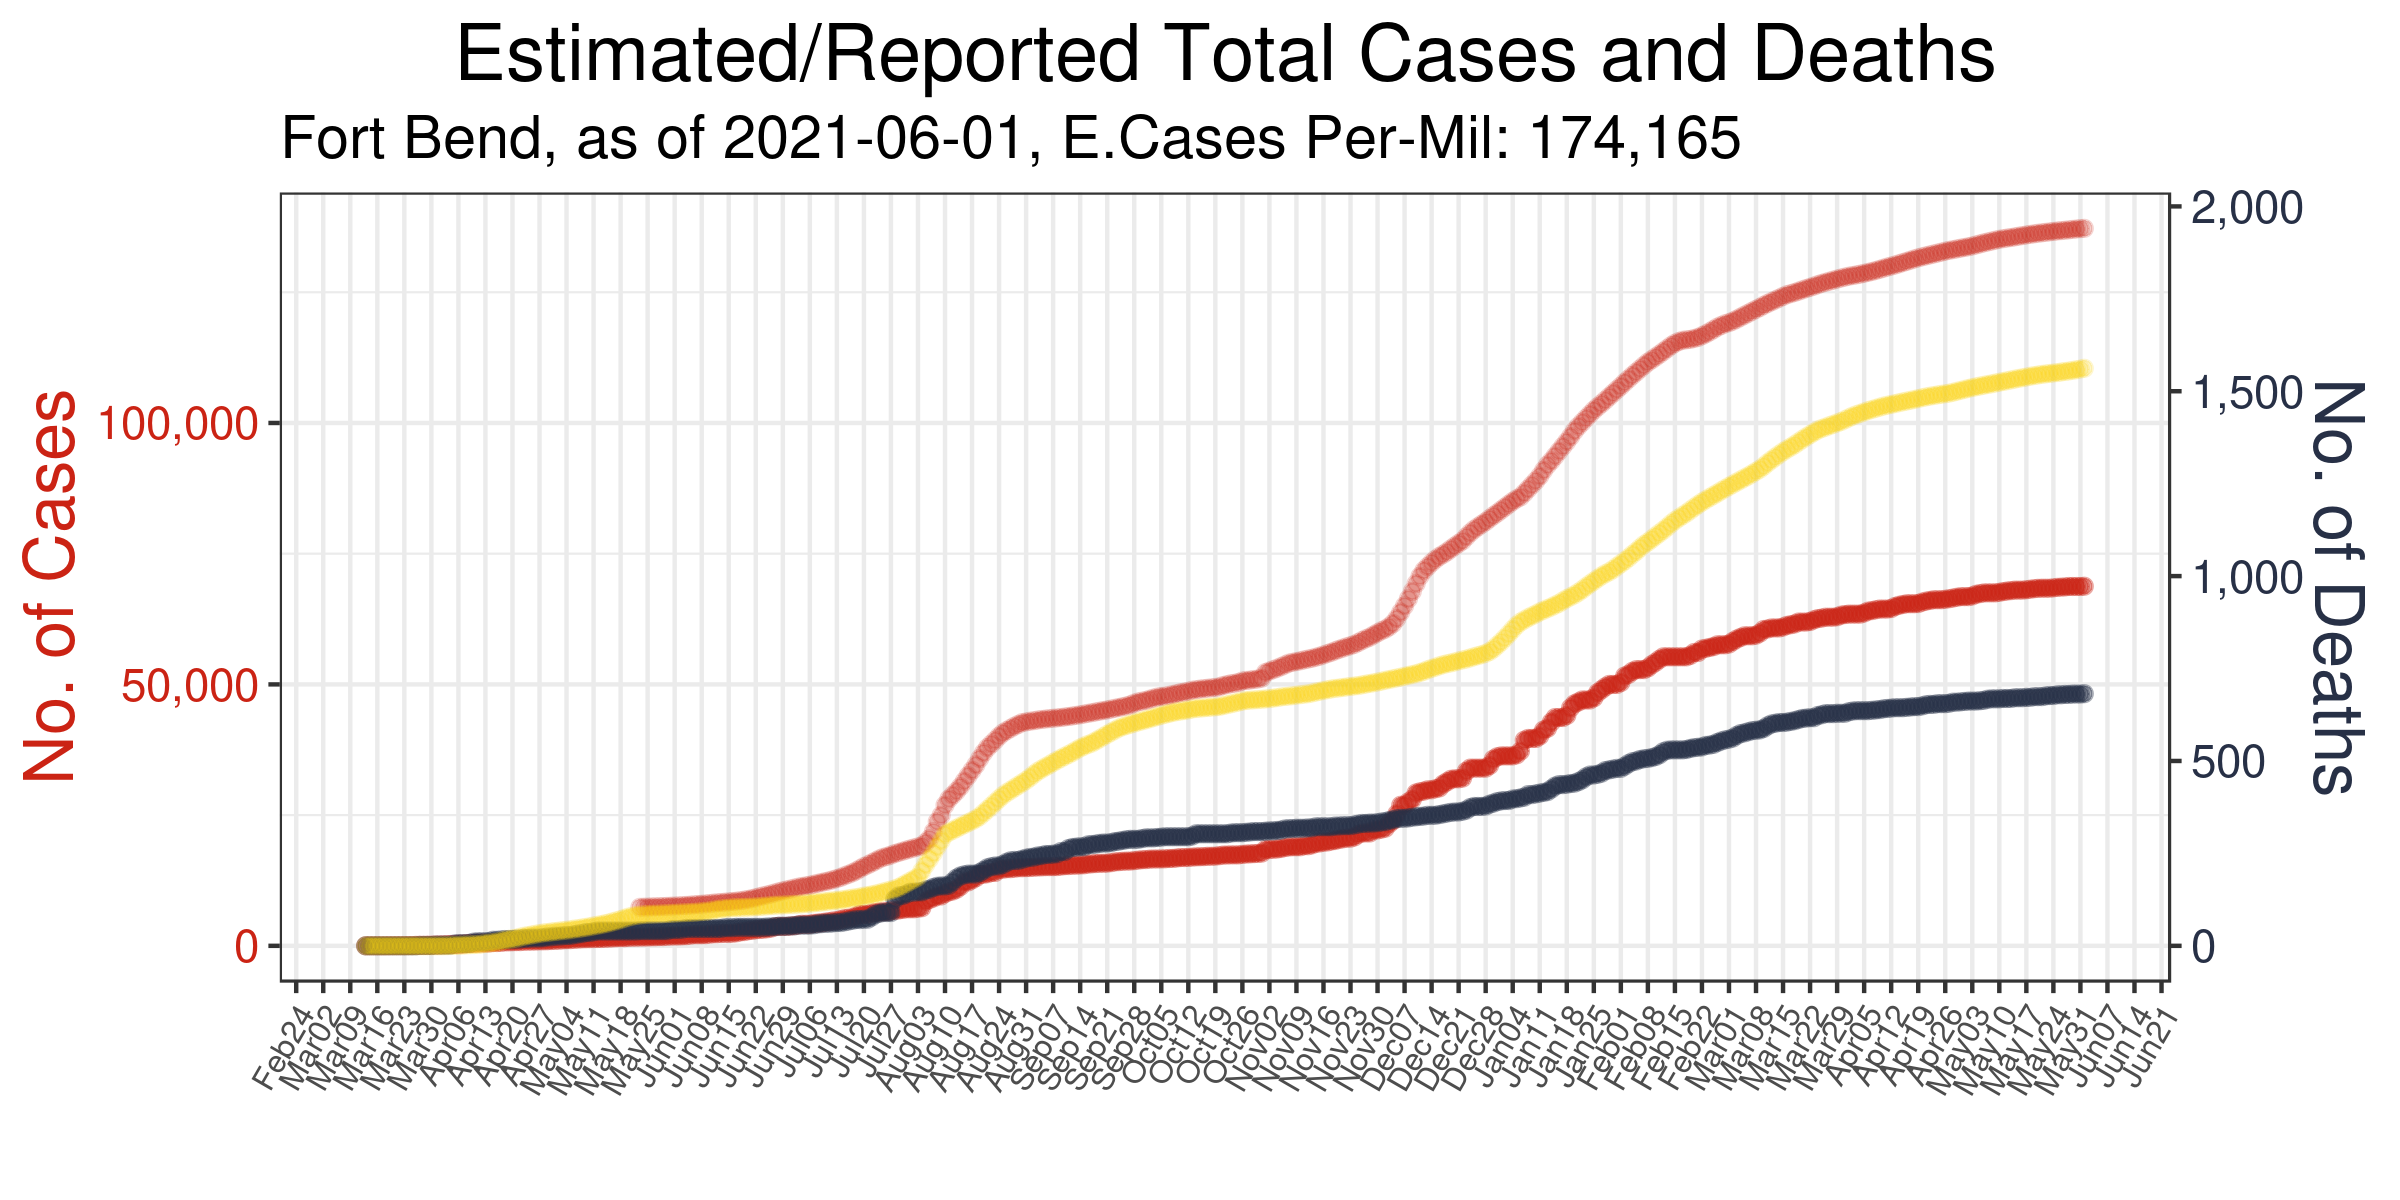 Estimated/Reported Total Cases and Deaths
Fort Bend, as of 2021-06-01, E.Cases Per-Mil: 174,165
No. of Cases
100,000
50,000
0
2,000
1,500
1,000
500
0
No. of Deaths
Feb24
Mar02
Mar09
Mar16
Mar23
Mar30
Apr06
Apr13
Apr20
Apr27
May04
May11
May18
May25
Jun01
Jun08
Jun15
Jun22
Jun29
Jul06
Jul13
Jul20
Jul27
Aug03
Aug10
Aug17
Aug24
Aug31
Sep07
Sep14
Sep21
Sep28
Oct05
Oct12
Oct19
Oct26
Nov02
Nov09
Nov16
Nov23
Nov30
Dec07
Dec14
Dec21
Dec28
Jan04
Jan11
Jan18
Jan25
Feb01
Feb08
Feb15
Feb22
Mar01
Mar08
Mar15
Mar22
Mar29
Apr05
Apr12
Apr19
Apr26
May03
May10
May17
May24
May31
Jun07
Jun14
Jun21